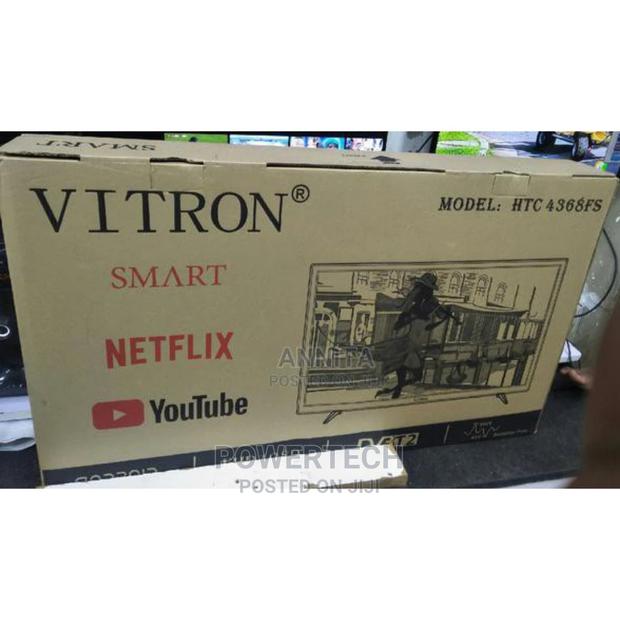 SMART
VITRON®
MODEL: HTC 4368FS
SMART
NETFLIX
YouTube
ANNITA
POSTED ON JIJI
POWERTECH
POSTED ON JIJI